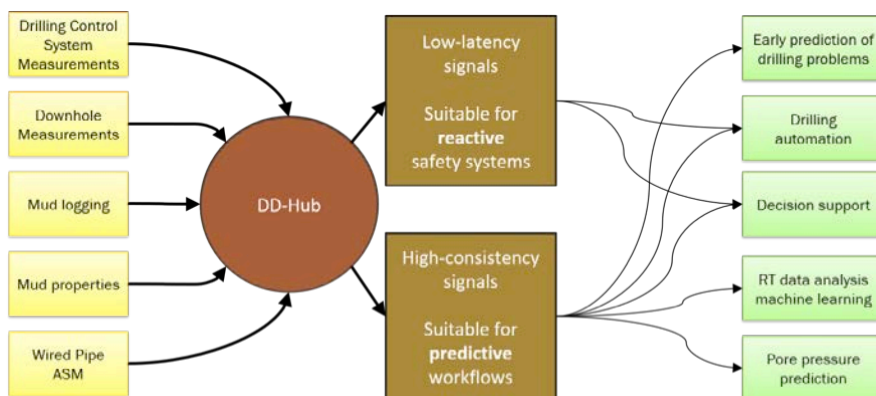 Drilling Control
System
Measurements
Downhole
Measurements
Mud logging
Mud properties
Wired Pipe
ASM
DD-Hub
Low-latency
signals
Suitable for
reactive
safety systems
High-consistency
signals
Suitable for
predictive
workflows
Early prediction of
drilling problems
Drilling
automation
Decision support
RT data analysis
machine learning
Pore pressure
prediction